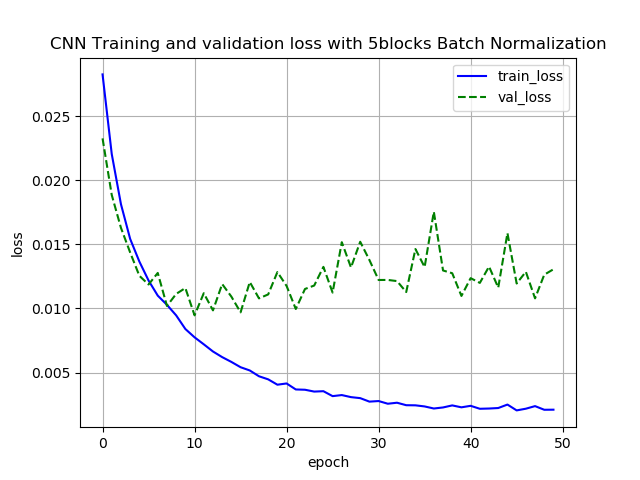 CNN Training and validation loss with 5blocks Batch Normalization
train_loss
val_loss
0.025
0.020
0.015
0.010
0.005
loss
0 10 20 30 40 50
epoch